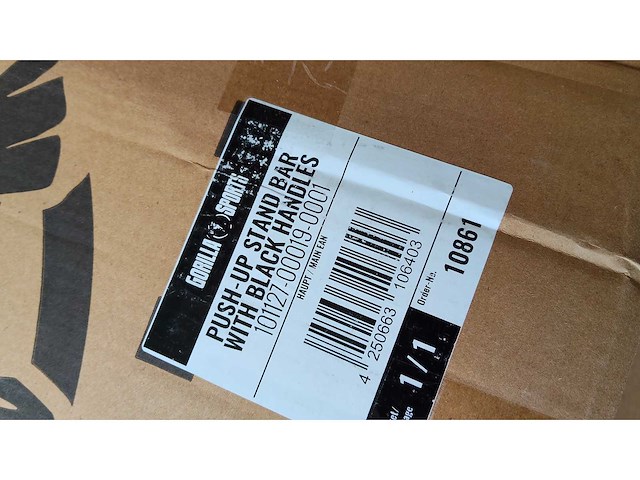 GORILLA SPORTS
PUSH-UP STAND BAR
WITH BLACK HANDLES
101127-00019-0001
HAUPT / MAIN EAN
4 250663 106403
Order-No.
10861
1/1